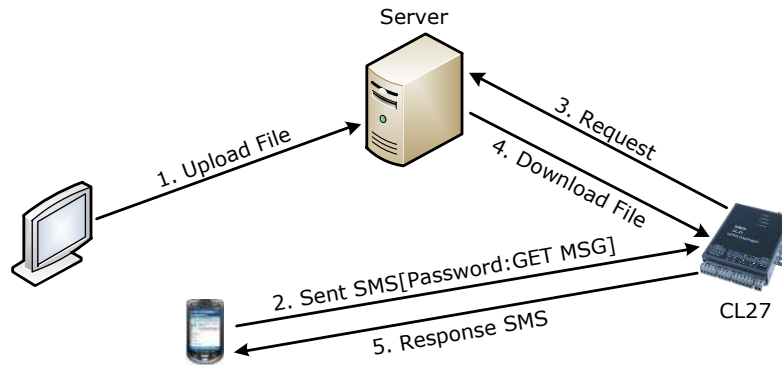 Server
3. Request
1. Upload File
4. Download File
2. Sent SMS[Password:GET MSG]
CL27
5. Response SMS